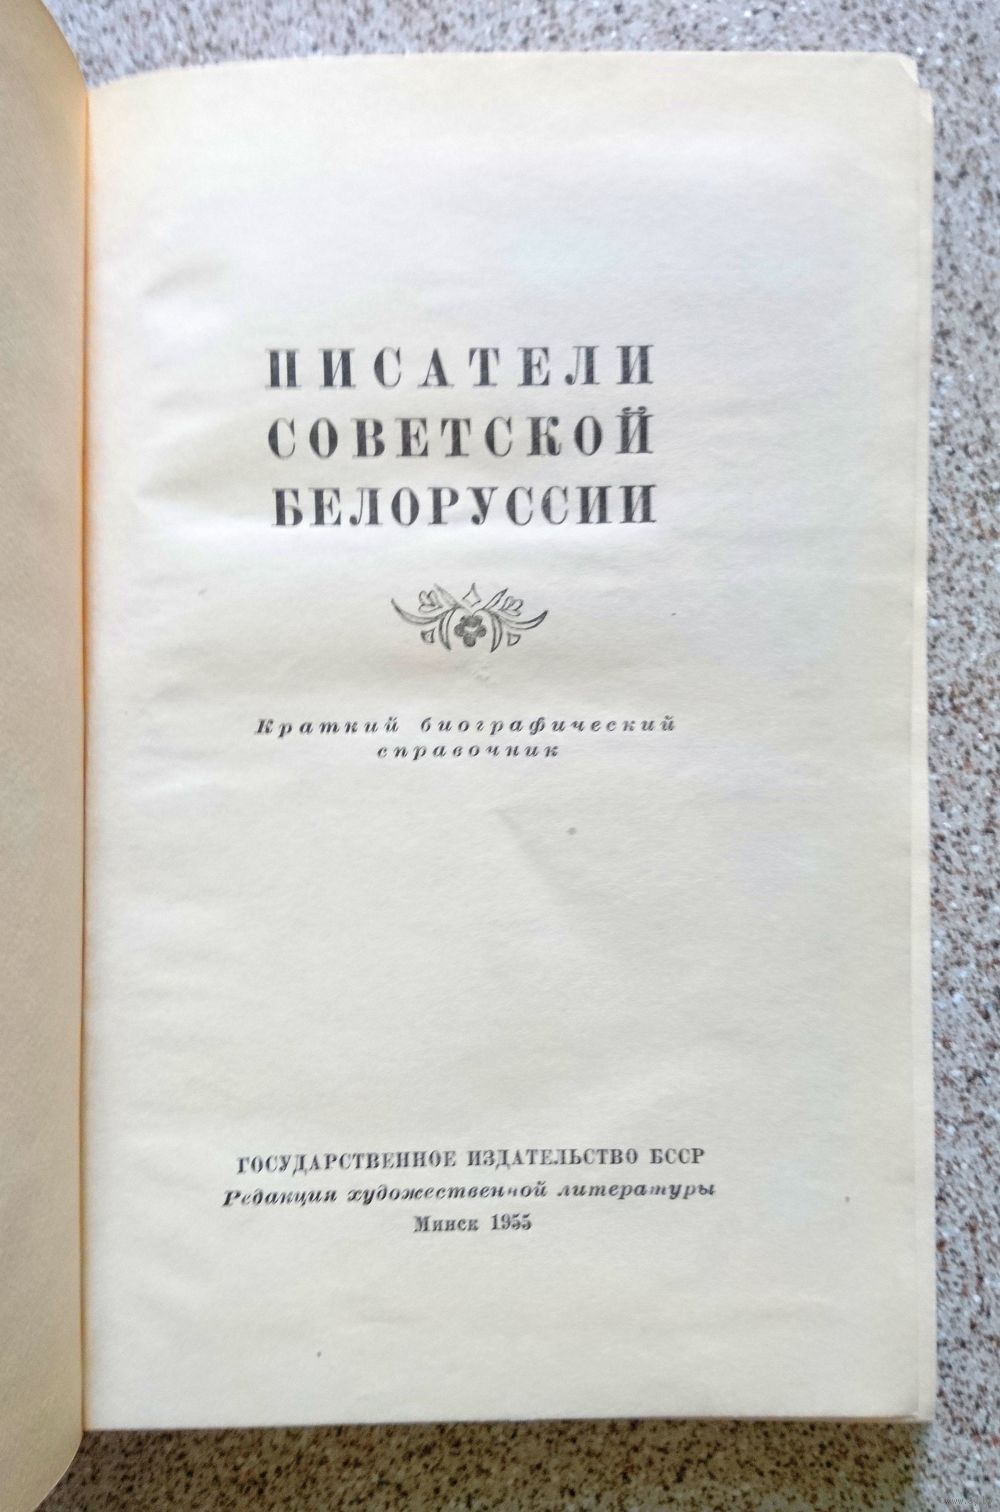 ПИСАТЕЛИ
СОВЕТСКОЙ
БЕЛОРУССИИ
Краткий биографический
справочник
ГОСУДАРСТВЕННОЕ ИЗДАТЕЛЬСТВО БССР
Редакция художественной литературы
Минск 1955